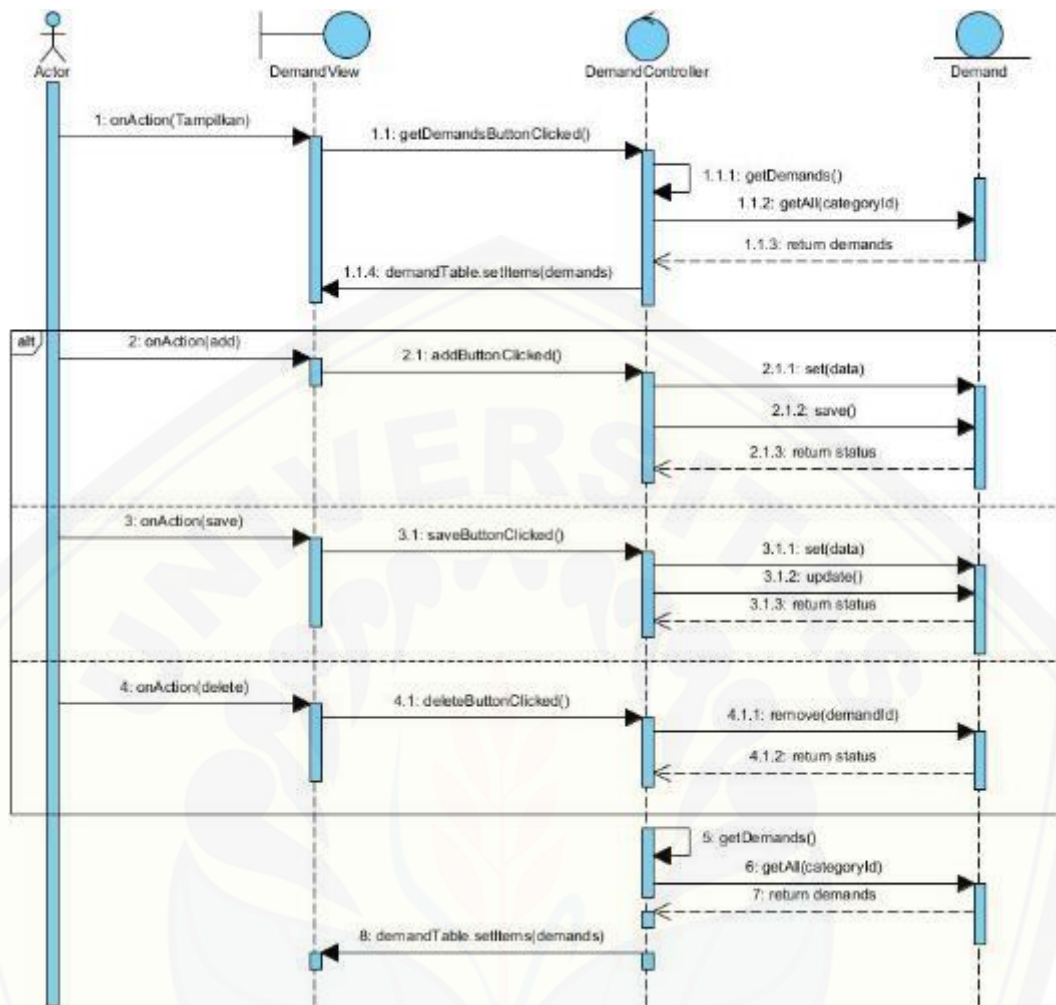 Actor
DemandView
DemandController
Demand
1: onAction(Tampilkan)
1.1: getDemandsButtonClicked()
1.1.1: getDemands()
1.1.2: getAll(categoryId)
1.1.3: return demands
1.1.4: demandTable.setItems(demands)
alt
2: onAction(add)
2.1: addButtonClicked()
2.1.1: set(data)
2.1.2: save()
2.1.3: return status
3: onAction(save)
3.1: saveButtonClicked()
3.1.1: set(data)
3.1.2: update()
3.1.3: return status
4: onAction(delete)
4.1: deleteButtonClicked()
4.1.1: remove(demandId)
4.1.2: return status
5: getDemands()
6: getAll(categoryId)
7: return demands
8: demandTable.setItems(demands)
UNIVERSITAS